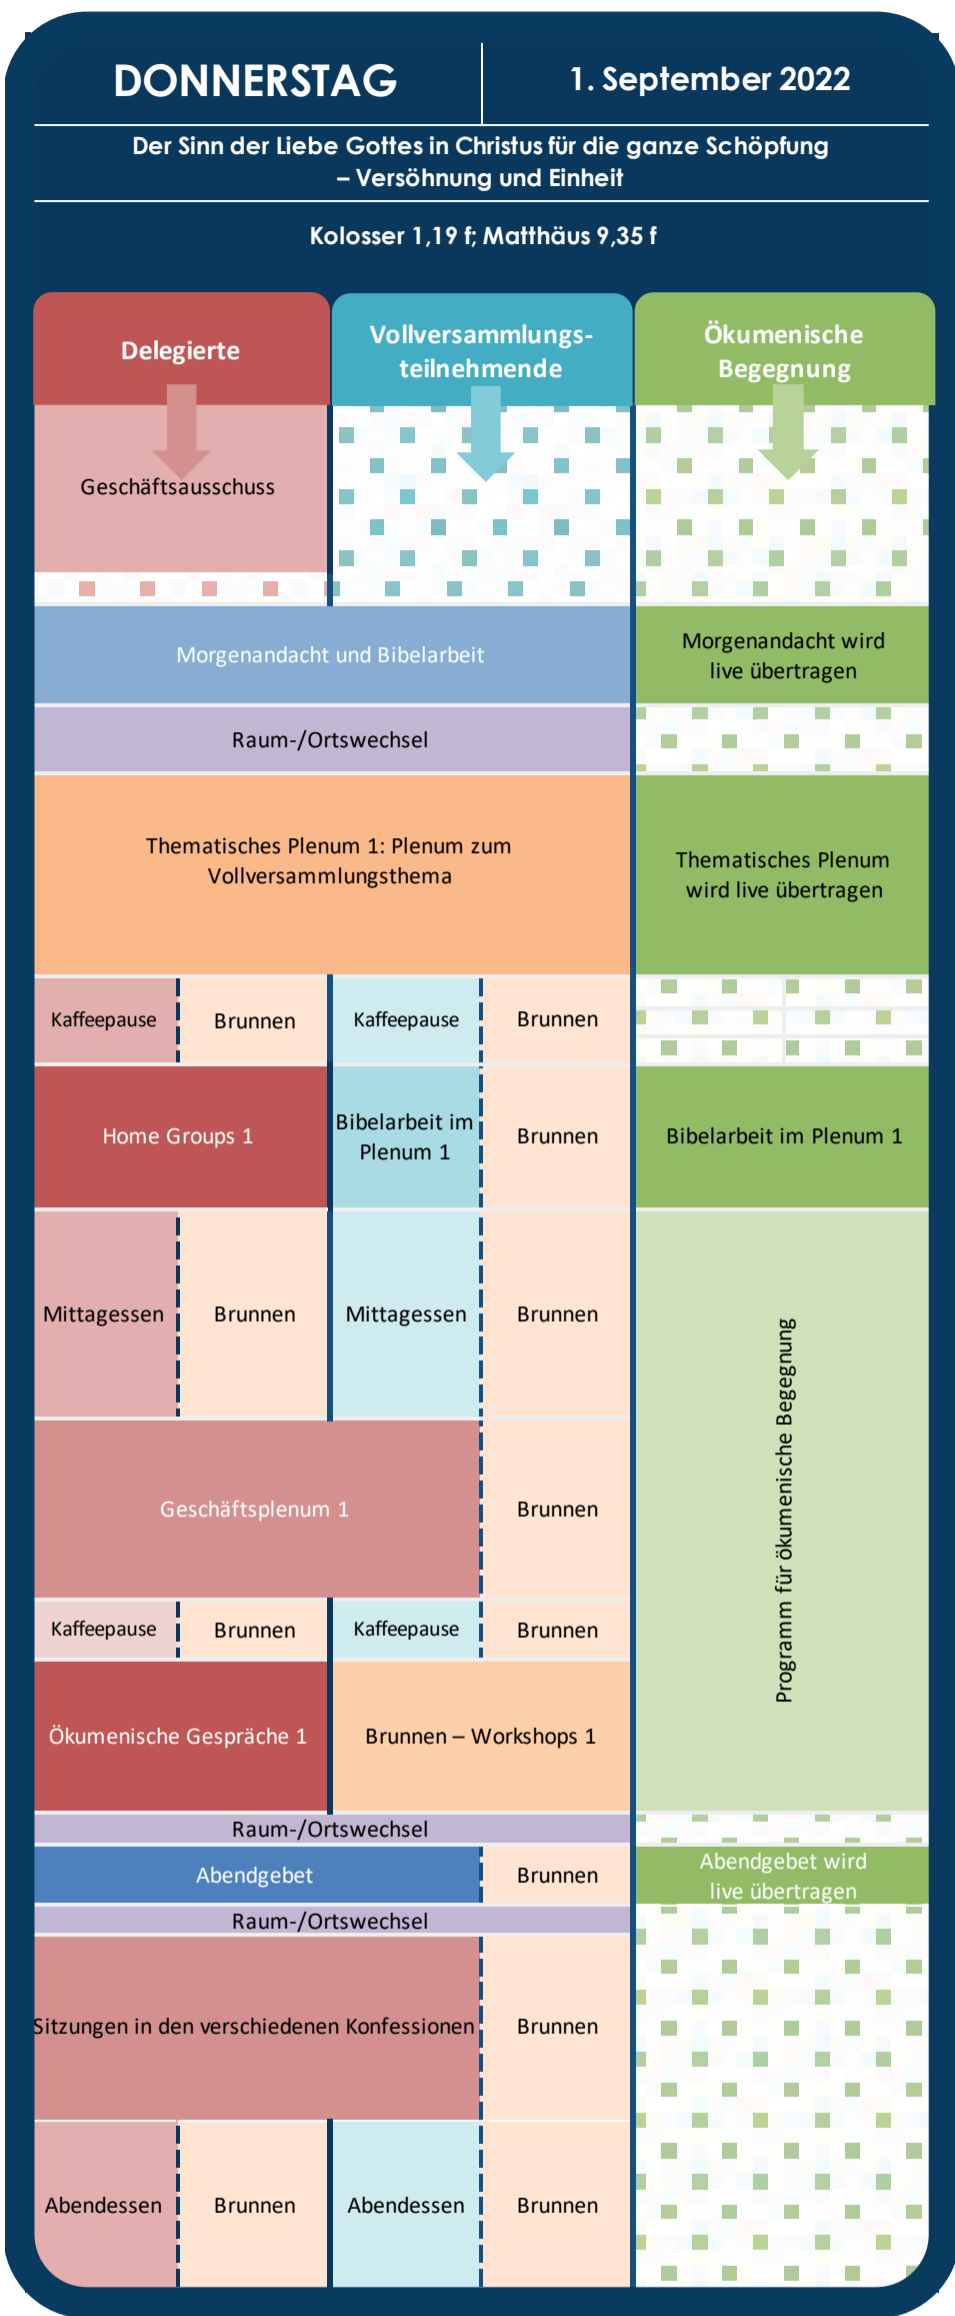 DONNERSTAG
1. September 2022
Der Sinn der Liebe Gottes in Christus für die ganze Schöpfung
– Versöhnung und Einheit
Kolosser 1,19 f; Matthäus 9,35 f
Delegierte
Vollversammlungs-
teilnehmende
Ökumenische
Begegnung
Geschäftsausschuss
Morgenandacht und Bibelarbeit
Morgenandacht wird
live übertragen
Raum-/Ortswechsel
Thematisches Plenum 1: Plenum zum
Vollversammlungsthema
Thematisches Plenum
wird live übertragen
Kaffeepause
Brunnen
Kaffeepause
Brunnen
Home Groups 1
Bibelarbeit im
Plenum 1
Brunnen
Bibelarbeit im Plenum 1
Mittagessen
Brunnen
Mittagessen
Brunnen
Programm für ökumenische Begegnung
Geschäftsplenum 1
Brunnen
Kaffeepause
Brunnen
Kaffeepause
Brunnen
Ökumenische Gespräche 1
Brunnen – Workshops 1
Raum-/Ortswechsel
Abendgebet
Brunnen
Abendgebet wird
live übertragen
Raum-/Ortswechsel
Sitzungen in den verschiedenen Konfessionen
Brunnen
Abendessen
Brunnen
Abendessen
Brunnen